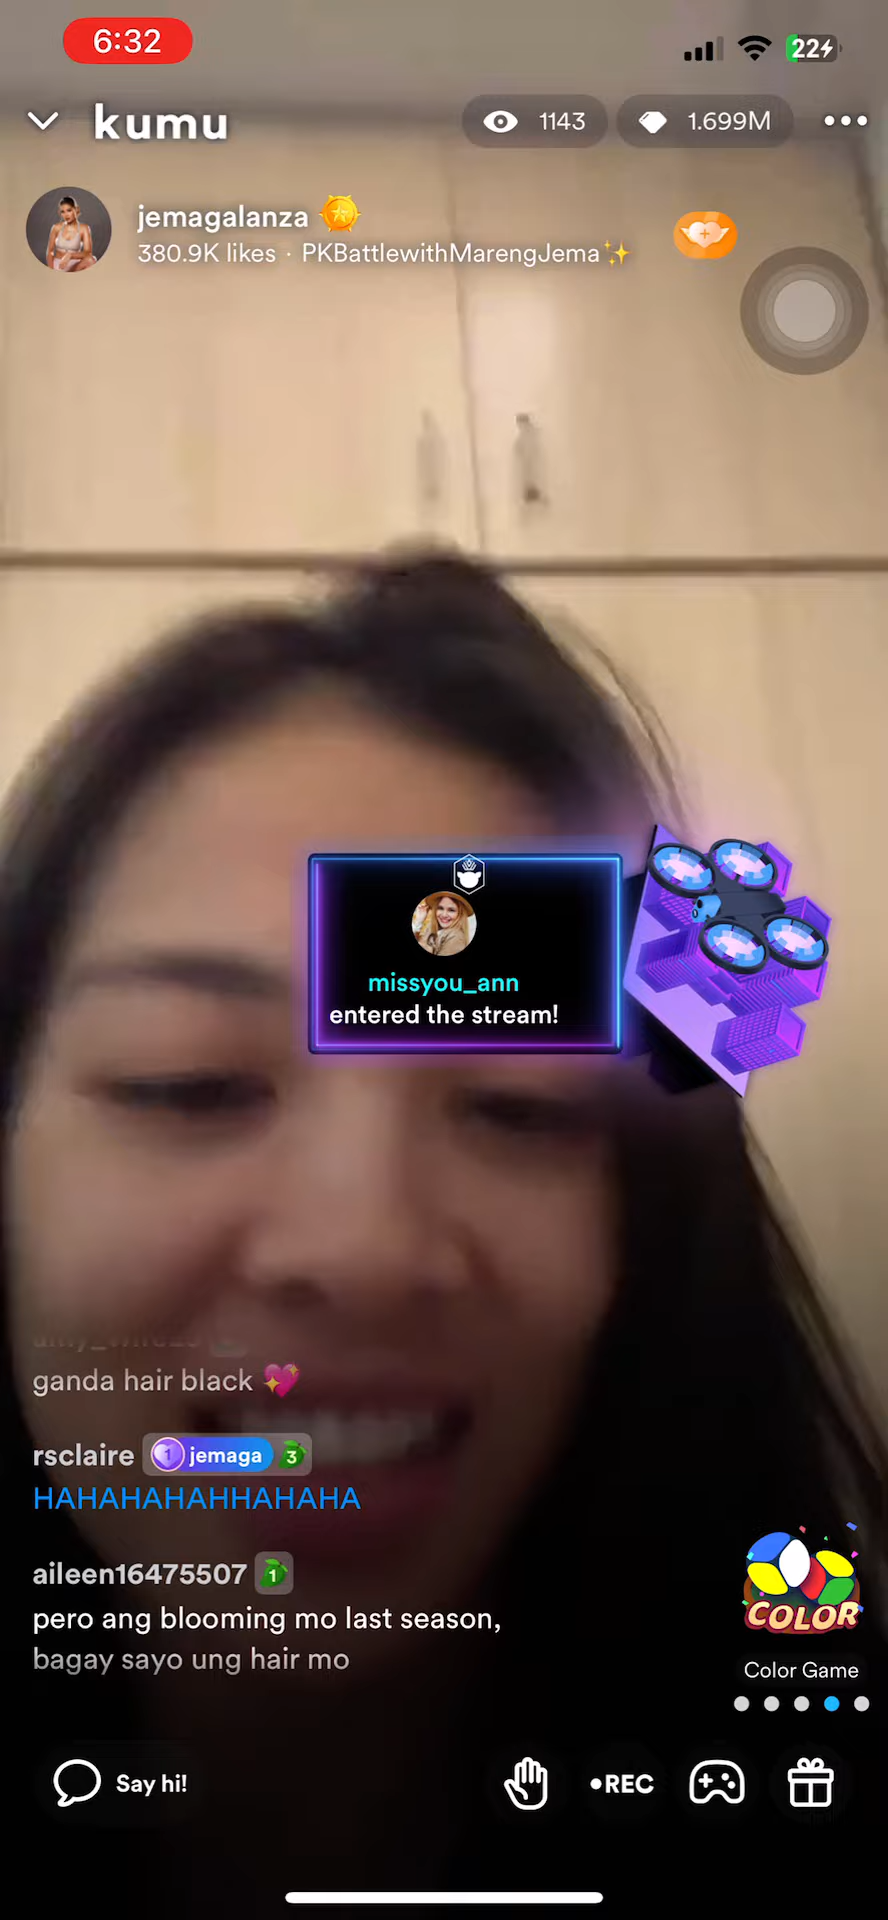 6:32
22
kumu
1143
1.699M
jemagalanza
380.9K likes · PKBattlewithMarengJema✨
missyou_ann
entered the stream!
ganda hair black 💖
rsclaire 1 jemaga 3
HAHAHAHAHHAHAHA
aileen16475507 1
pero ang blooming mo last season,
bagay sayo ung hair mo
COLOR
Color Game
Say hi!
•REC